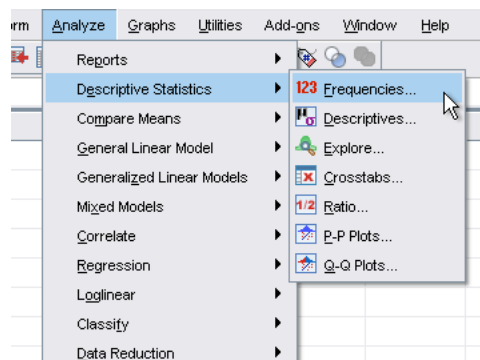 orm Analyze Graphs Utilities Add-ons Window Help
Reports
Descriptive Statistics
Compare Means
General Linear Model
Generalized Linear Models
Mixed Models
Correlate
Regression
Loglinear
Classify
Data Reduction
123 Frequencies...
Descriptives...
Explore...
Crosstabs...
1/2 Ratio...
P-P Plots...
Q-Q Plots...